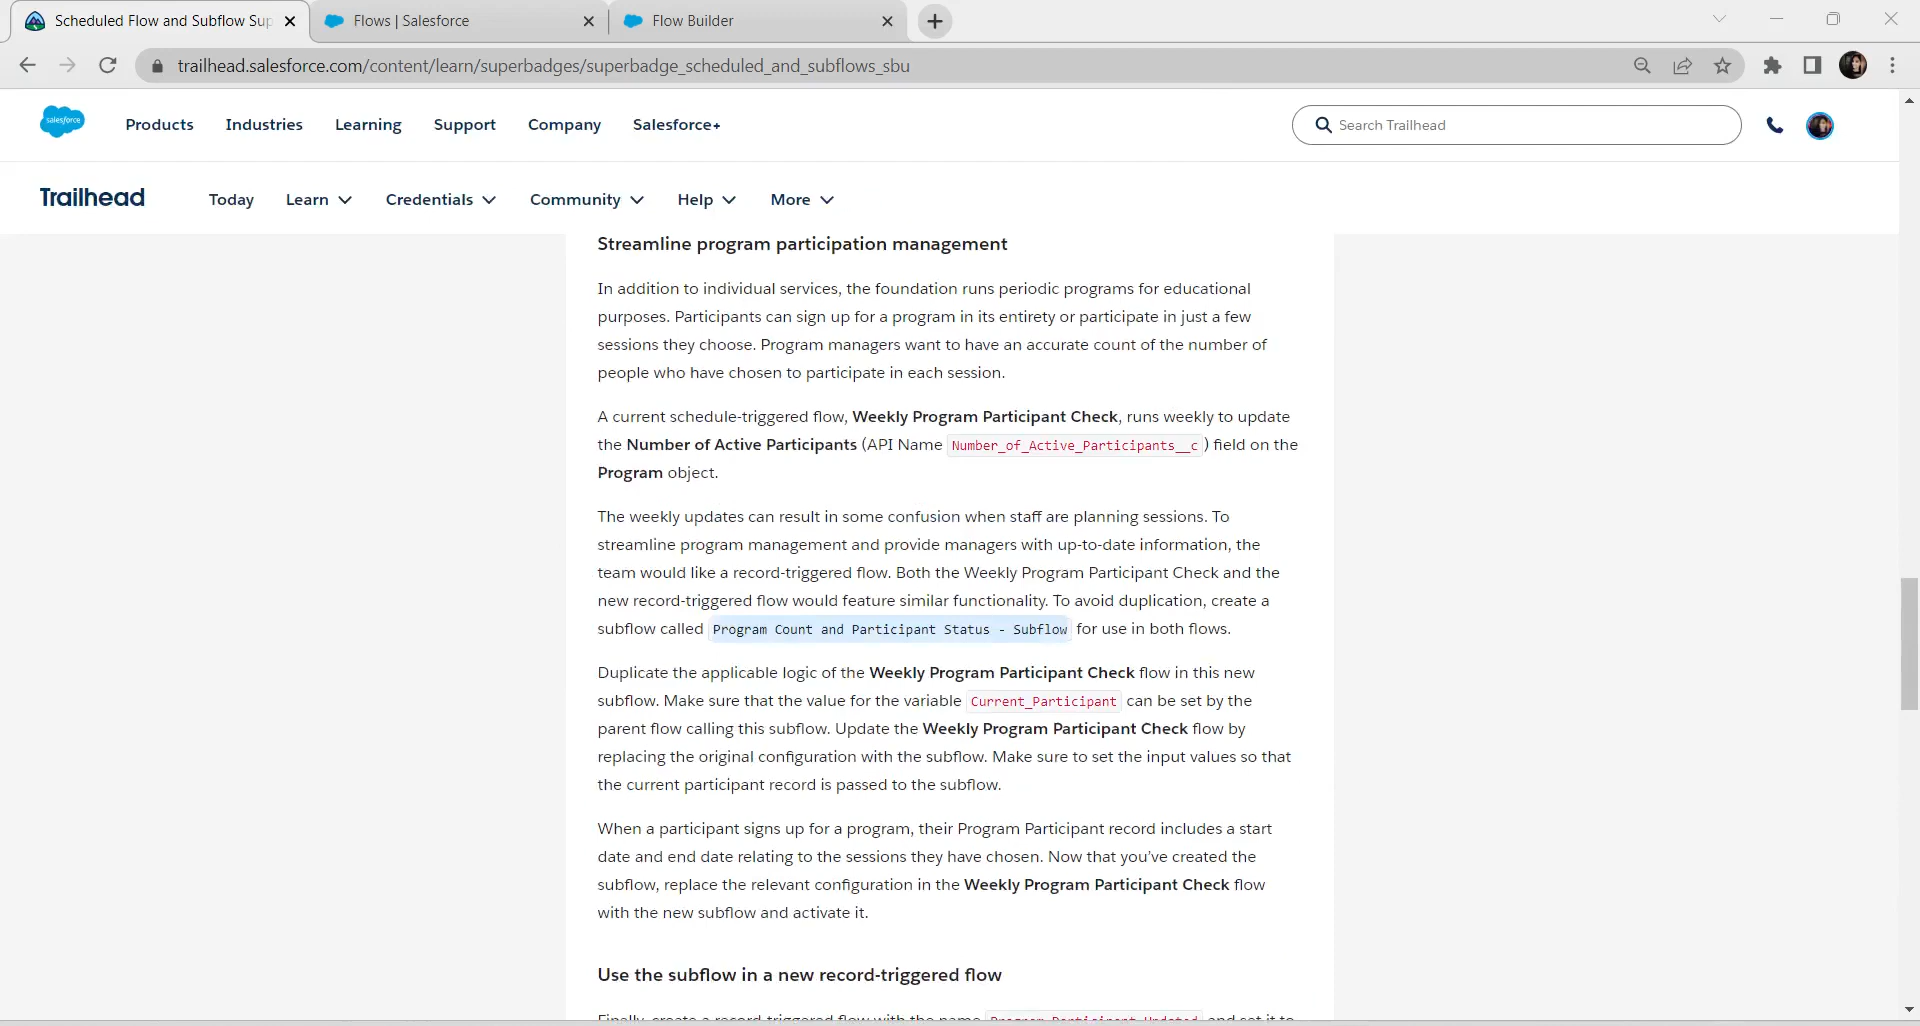 Scheduled Flow and Subflow Sup
Flows | Salesforce
Flow Builder
trailhead.salesforce.com/content/learn/superbadges/superbadge_scheduled_and_subflows_sbu
salesforce
Products
Industries
Learning
Support
Company
Salesforce+
Search Trailhead
Trailhead
Today
Learn
Credentials
Community
Help
More
Streamline program participation management
In addition to individual services, the foundation runs periodic programs for educational
purposes. Participants can sign up for a program in its entirety or participate in just a few
sessions they choose. Program managers want to have an accurate count of the number of
people who have chosen to participate in each session.
A current schedule-triggered flow, Weekly Program Participant Check, runs weekly to update
the Number of Active Participants (API Name Number_of_Active_Participants__c) field on the
Program object.
The weekly updates can result in some confusion when staff are planning sessions. To
streamline program management and provide managers with up-to-date information, the
team would like a record-triggered flow. Both the Weekly Program Participant Check and the
new record-triggered flow would feature similar functionality. To avoid duplication, create a
subflow called Program Count and Participant Status - Subflow for use in both flows.
Duplicate the applicable logic of the Weekly Program Participant Check flow in this new
subflow. Make sure that the value for the variable Current_Participant can be set by the
parent flow calling this subflow. Update the Weekly Program Participant Check flow by
replacing the original configuration with the subflow. Make sure to set the input values so that
the current participant record is passed to the subflow.
When a participant signs up for a program, their Program Participant record includes a start
date and end date relating to the sessions they have chosen. Now that you've created the
subflow, replace the relevant configuration in the Weekly Program Participant Check flow
with the new subflow and activate it.
Use the subflow in a new record-triggered flow
Finally, create a record-triggered flow with the name Program Participant Updated and set it to